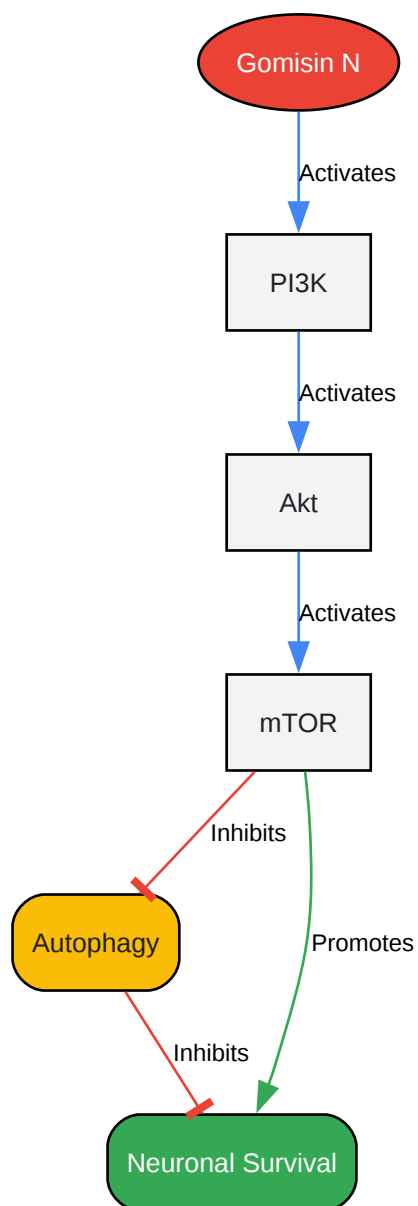 Gomisin N
Activates
PI3K
Activates
Akt
Activates
mTOR
Inhibits
Autophagy
Promotes
Inhibits
Neuronal Survival